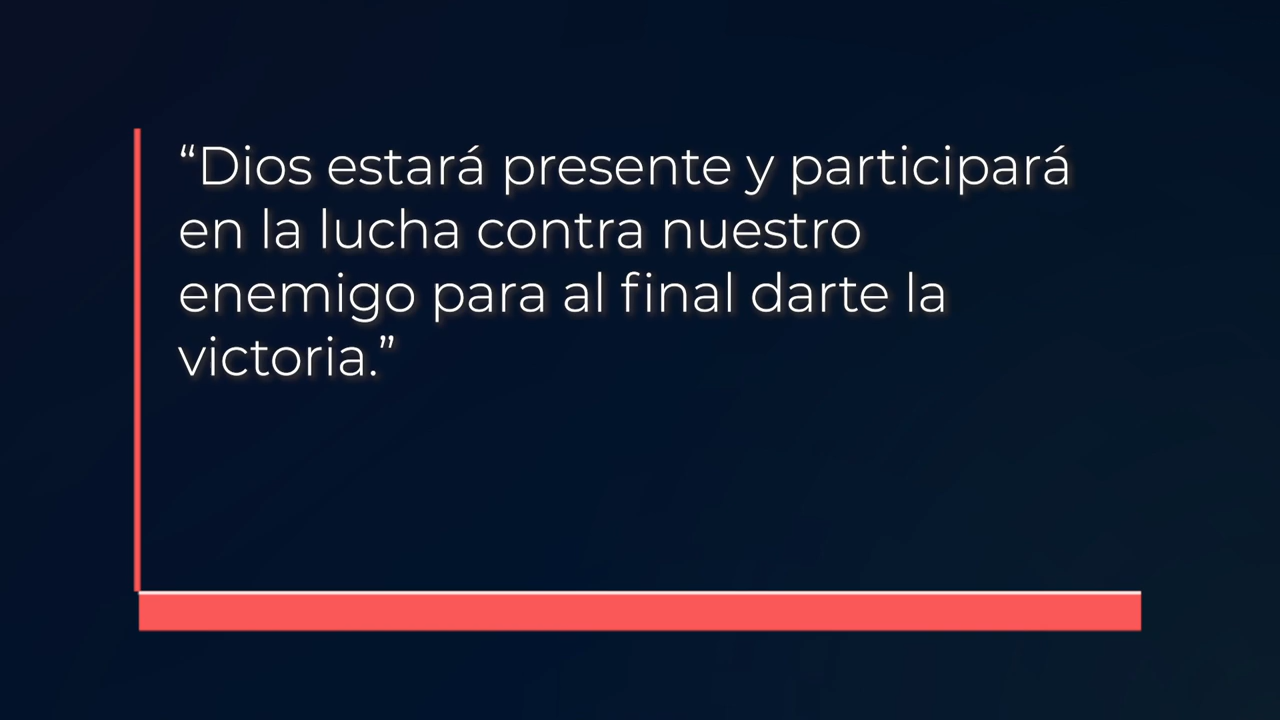 “Dios estará presente y participará
en la lucha contra nuestro
enemigo para al final darte la
victoria.”